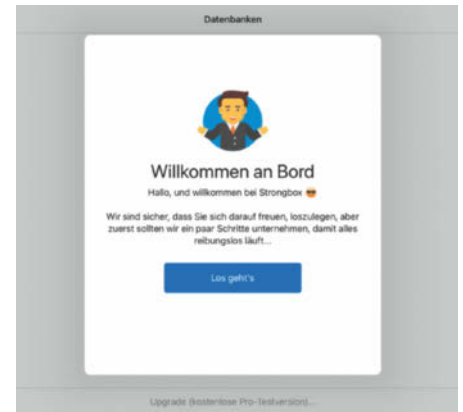 Datenbanken
Willkommen an Bord
Hallo, und willkommen bei Strongbox 😎
Wir sind sicher, dass Sie sich darauf freuen, loszulegen, aber
zuerst sollten wir ein paar Schritte unternehmen, damit alles
reibungslos läuft...
Los geht's
Upgrade (kostenlose Pro-Testversion)...